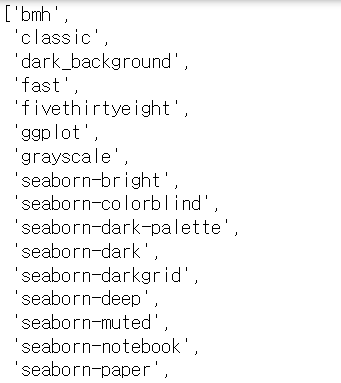 ['bmh',
 'classic',
 'dark_background',
 'fast',
 'fivethirtyeight',
 'ggplot',
 'grayscale',
 'seaborn-bright',
 'seaborn-colorblind',
 'seaborn-dark-palette',
 'seaborn-dark',
 'seaborn-darkgrid',
 'seaborn-deep',
 'seaborn-muted',
 'seaborn-notebook',
 'seaborn-paper',